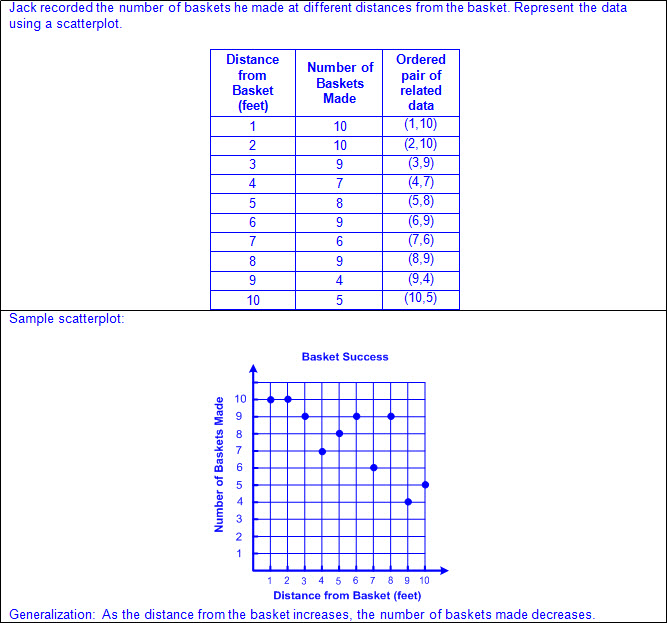 Jack recorded the number of baskets he made at different distances from the basket. Represent the data
using a scatterplot.
Distance from Basket (feet) Number of Baskets Made Ordered pair of related data
1 10 (1,10)
2 10 (2,10)
3 9 (3,9)
4 7 (4,7)
5 8 (5,8)
6 9 (6,9)
7 6 (7,6)
8 9 (8,9)
9 4 (9,4)
10 5 (10,5)
Sample scatterplot:
Basket Success
Number of Baskets Made
10
9
8
7
6
5
4
3
2
1
1 2 3 4 5 6 7 8 9 10
Distance from Basket (feet)
Generalization: As the distance from the basket increases, the number of baskets made decreases.